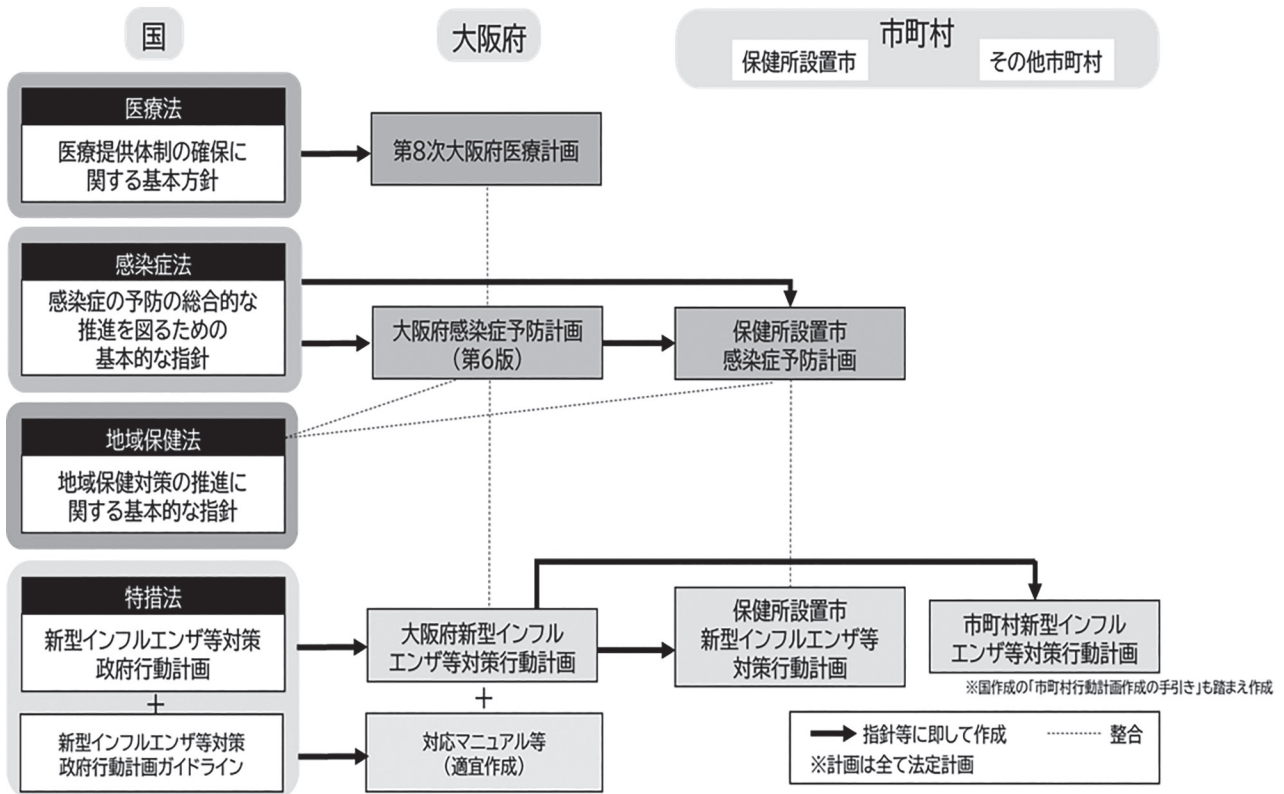 国
大阪府
市町村
保健所設置市
その他市町村
医療法
医療提供体制の確保に
関する基本方針
第8次大阪府医療計画
感染症法
感染症の予防の総合的な
推進を図るための
基本的な指針
大阪府感染症予防計画
（第6版）
保健所設置市
感染症予防計画
地域保健法
地域保健対策の推進に
関する基本的な指針
特措法
新型インフルエンザ等対策
政府行動計画
+
新型インフルエンザ等対策
政府行動計画ガイドライン
大阪府新型インフル
エンザ等対策行動計画
+
対応マニュアル等
（適宜作成）
保健所設置市
新型インフルエンザ等
対策行動計画
市町村新型インフル
エンザ等対策行動計画
※国作成の「市町村行動計画作成の手引き」も踏まえ作成
指針等に即して作成
整合
※計画は全て法定計画